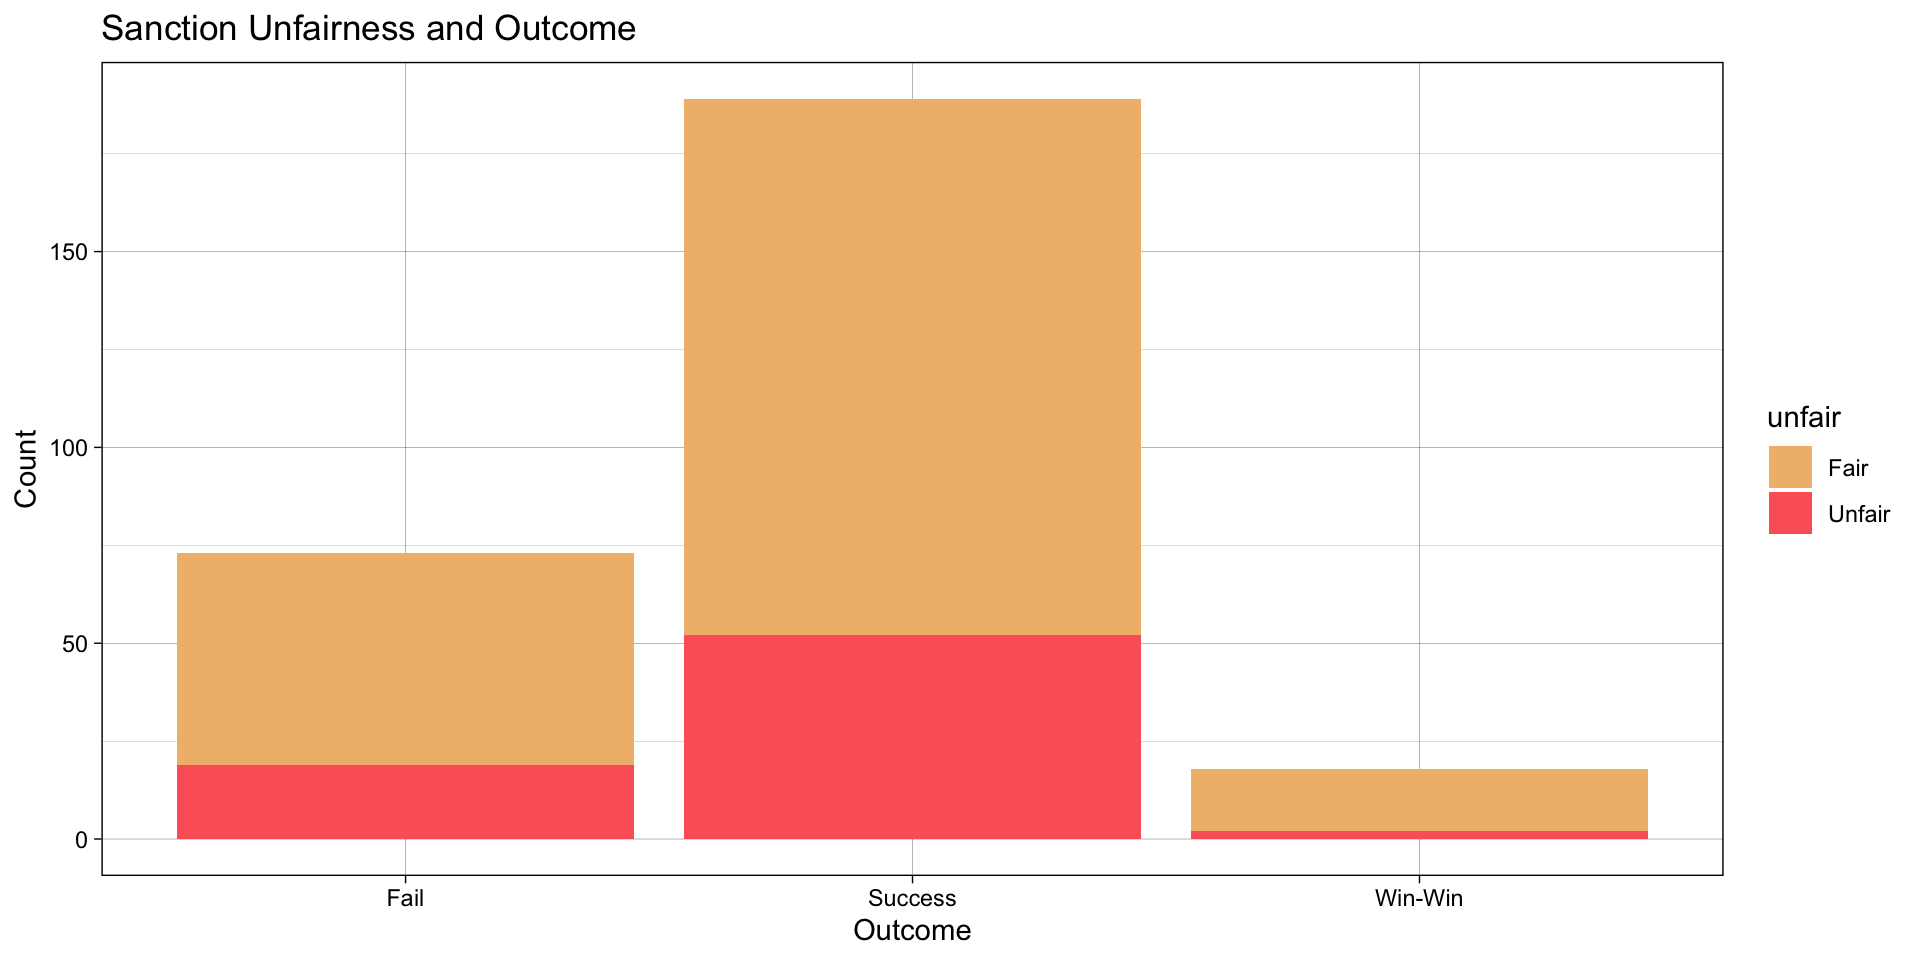 Sanction Unfairness and Outcome
150
100
50
0
Count
Fail
Success
Win-Win
Outcome
unfair
Fair
Unfair